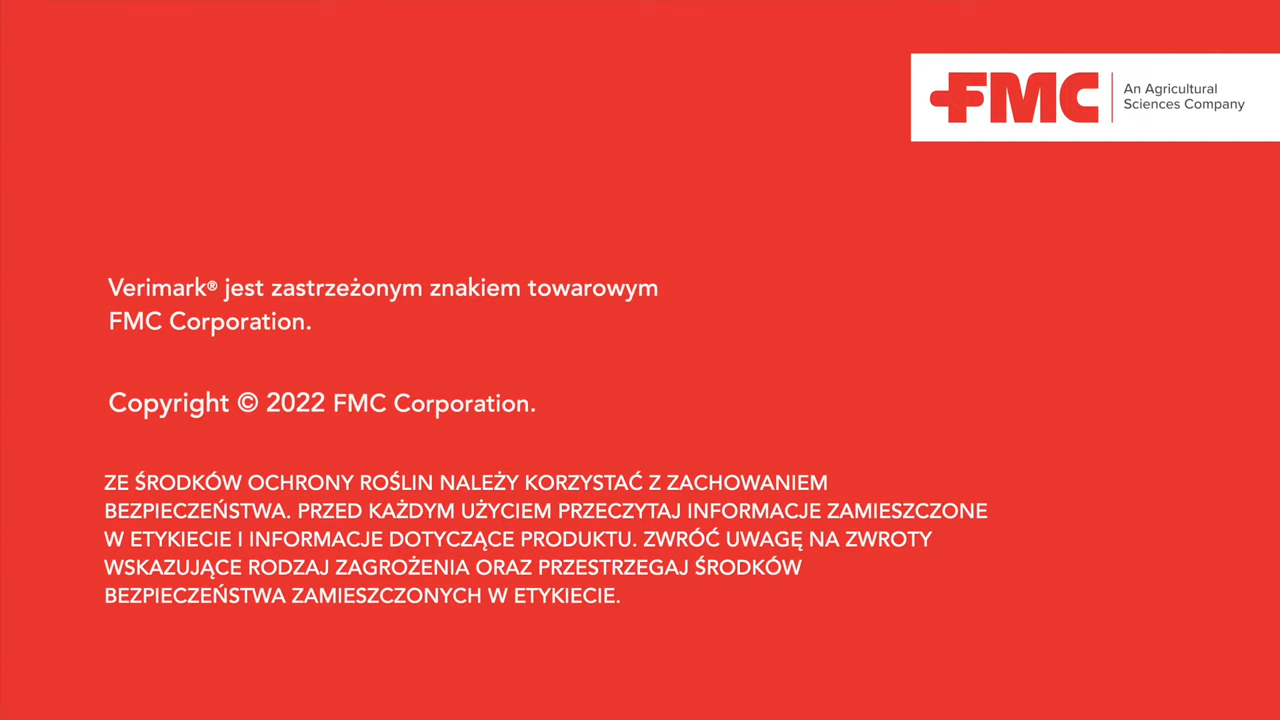 FMC
An Agricultural
Sciences Company
Verimark® jest zastrzeżonym znakiem towarowym
FMC Corporation.
Copyright © 2022 FMC Corporation.
ZE ŚRODKÓW OCHRONY ROŚLIN NALEŻY KORZYSTAĆ Z ZACHOWANIEM
BEZPIECZEŃSTWA. PRZED KAŻDYM UŻYCIEM PRZECZYTAJ INFORMACJE ZAMIESZCZONE
W ETYKIECIE I INFORMACJE DOTYCZĄCE PRODUKTU. ZWRÓĆ UWAGĘ NA ZWROTY
WSKAZUJĄCE RODZAJ ZAGROŻENIA ORAZ PRZESTRZEGAJ ŚRODKÓW
BEZPIECZEŃSTWA ZAMIESZCZONYCH W ETYKIECIE.